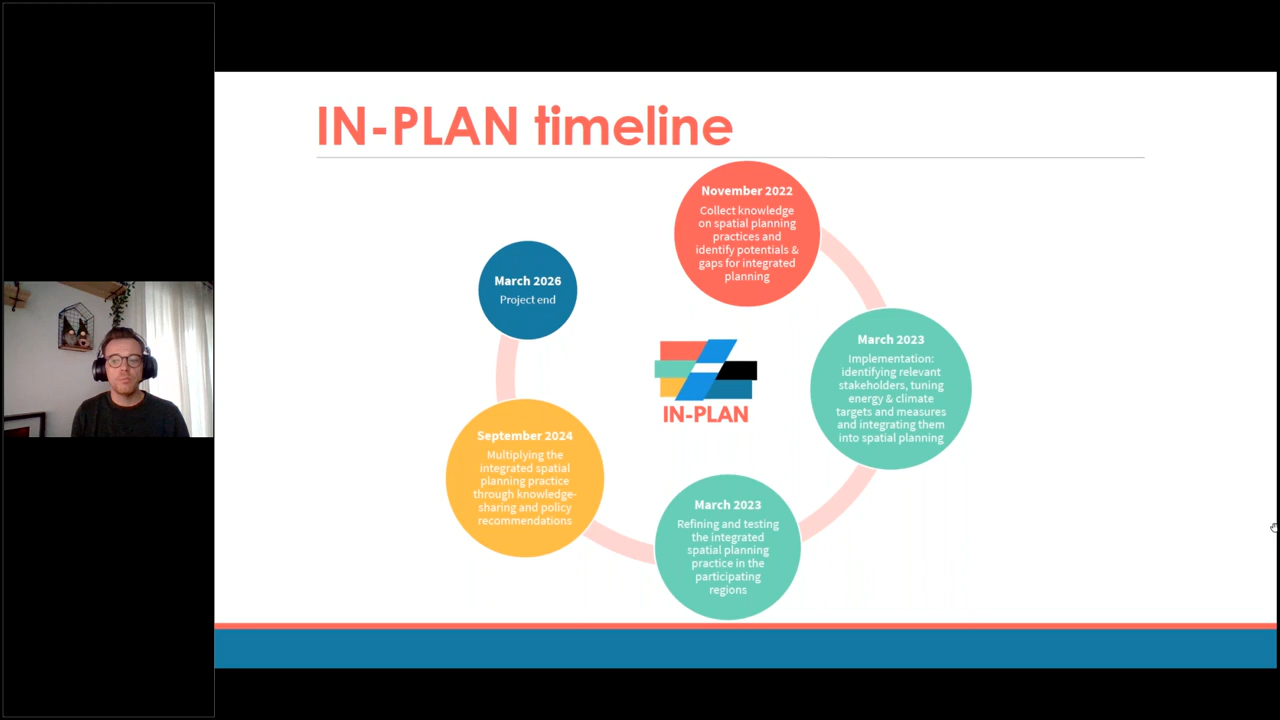 IN-PLAN timeline
November 2022
Collect knowledge
on spatial planning
practices and
identify potentials &
gaps for integrated
planning
March 2023
Implementation:
identifying relevant
stakeholders, tuning
energy & climate
targets and measures
and integrating them
into spatial planning
March 2023
Refining and testing
the integrated
spatial planning
practice in the
participating
regions
September 2024
Multiplying the
integrated spatial
planning practice
through knowledge-
sharing and policy
recommendations
March 2026
Project end
IN-PLAN